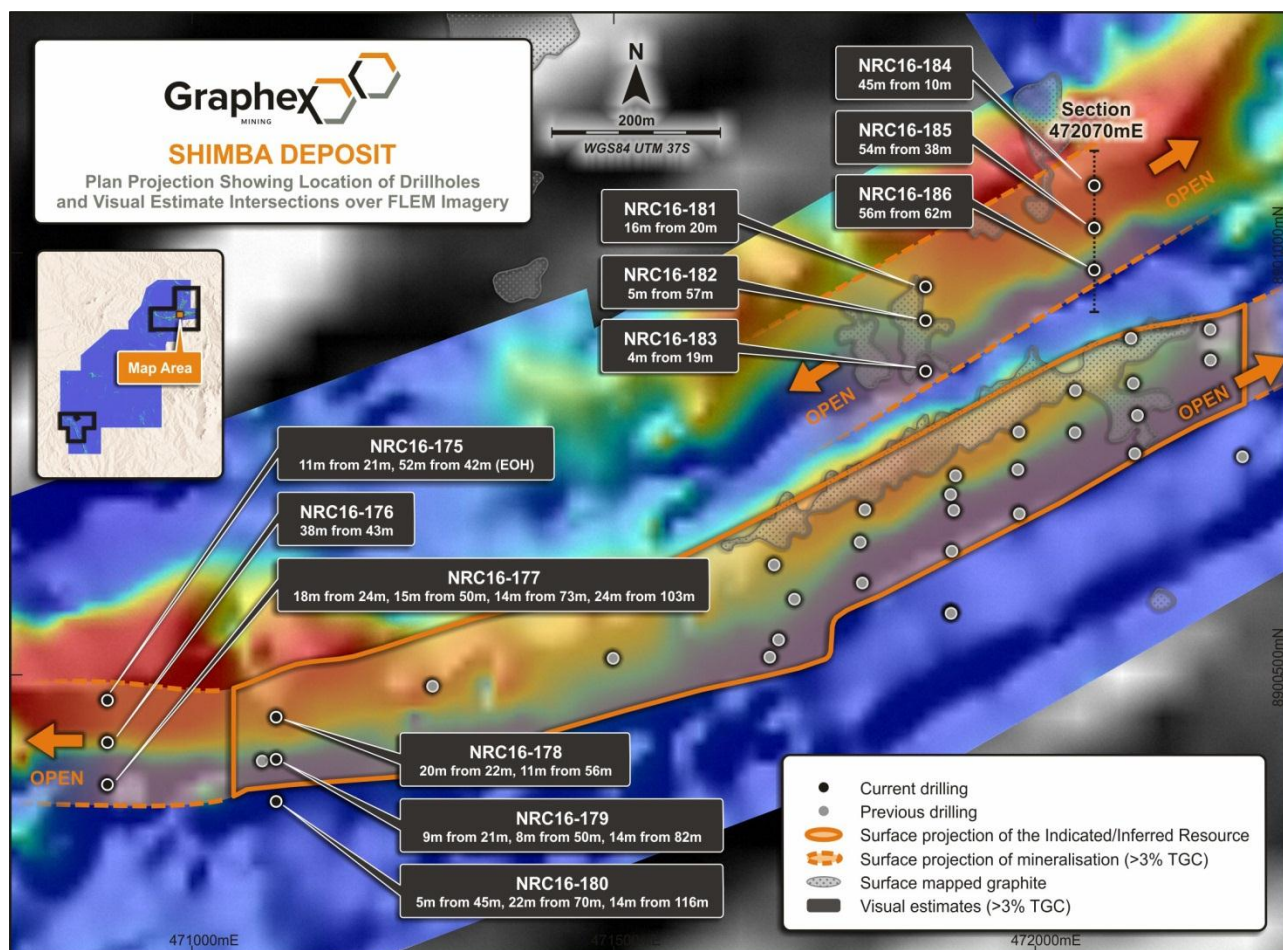 Graphex
MINING
SHIMBA DEPOSIT
Plan Projection Showing Location of Drillholes
and Visual Estimate Intersections over FLEM Imagery
N
200m
WGS84 UTM 37S
NRC16-184
45m from 10m
Section
472070mE
NRC16-185
54m from 38m
NRC16-186
56m from 62m
OPEN
NRC16-181
16m from 20m
NRC16-182
5m from 57m
NRC16-183
4m from 19m
OPEN
OPEN
Map Area
NRC16-175
11m from 21m, 52m from 42m (EOH)
NRC16-176
38m from 43m
NRC16-177
18m from 24m, 15m from 50m, 14m from 73m, 24m from 103m
8300500mN
OPEN
NRC16-178
20m from 22m, 11m from 56m
NRC16-179
9m from 21m, 8m from 50m, 14m from 82m
NRC16-180
5m from 45m, 22m from 70m, 14m from 116m
Current drilling
Previous drilling
Surface projection of the Indicated/Inferred Resource
Surface projection of mineralisation (>3% TGC)
Surface mapped graphite
Visual estimates (>3% TGC)
471000mE
472000mE